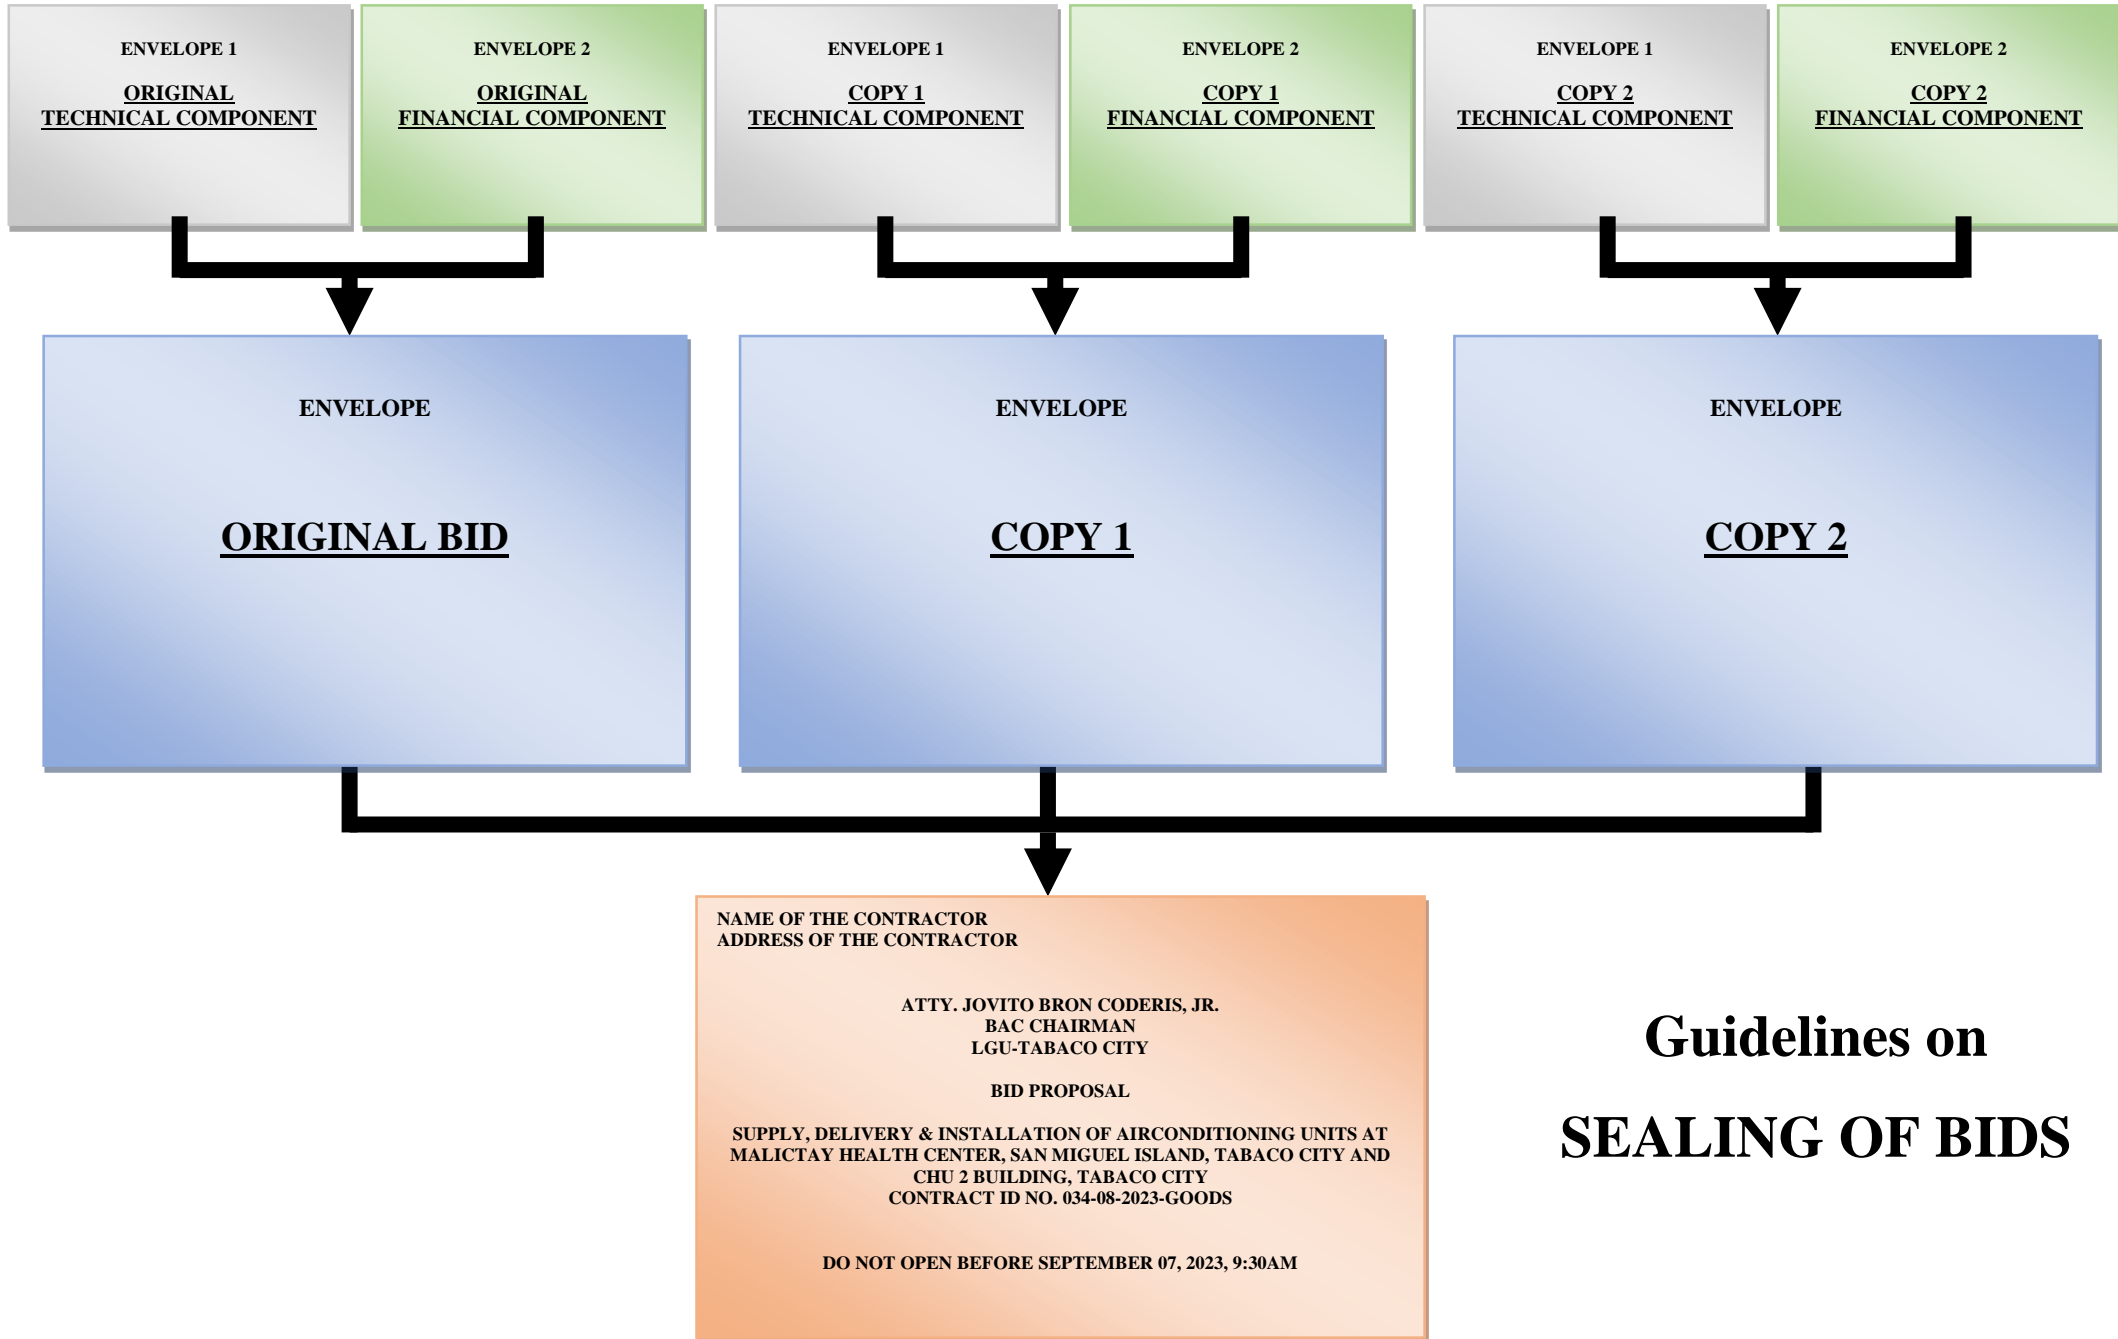 ENVELOPE 1
ORIGINAL
TECHNICAL COMPONENT
ENVELOPE 2
ORIGINAL
FINANCIAL COMPONENT
ENVELOPE 1
COPY 1
TECHNICAL COMPONENT
ENVELOPE 2
COPY 1
FINANCIAL COMPONENT
ENVELOPE 1
COPY 2
TECHNICAL COMPONENT
ENVELOPE 2
COPY 2
FINANCIAL COMPONENT
ENVELOPE
ORIGINAL BID
ENVELOPE
COPY 1
ENVELOPE
COPY 2
NAME OF THE CONTRACTOR
ADDRESS OF THE CONTRACTOR
ATTY. JOVITO BRON CODERIS, JR.
BAC CHAIRMAN
LGU-TABACO CITY
BID PROPOSAL
SUPPLY, DELIVERY & INSTALLATION OF AIRCONDITIONING UNITS AT
MALICTAY HEALTH CENTER, SAN MIGUEL ISLAND, TABACO CITY AND
CHU 2 BUILDING, TABACO CITY
CONTRACT ID NO. 034-08-2023-GOODS
DO NOT OPEN BEFORE SEPTEMBER 07, 2023, 9:30AM
Guidelines on
SEALING OF BIDS